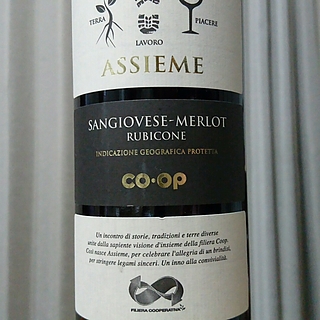 TERRA
LAVORO
PIACERE
ASSIEME
SANGIOVESE-MERLOT
RUBICONE
INDICAZIONE GEOGRAFICA PROTETTA
co·op
Un incontro di storie, tradizioni e terre diverse
unite dalla sapiente visione d'insieme della filiera Coop.
Così nasce Assieme, per celebrare l'allegria di un brindisi,
per stringere legami sinceri. Un inno alla convivialità.
FILIERA COOPERATIVA